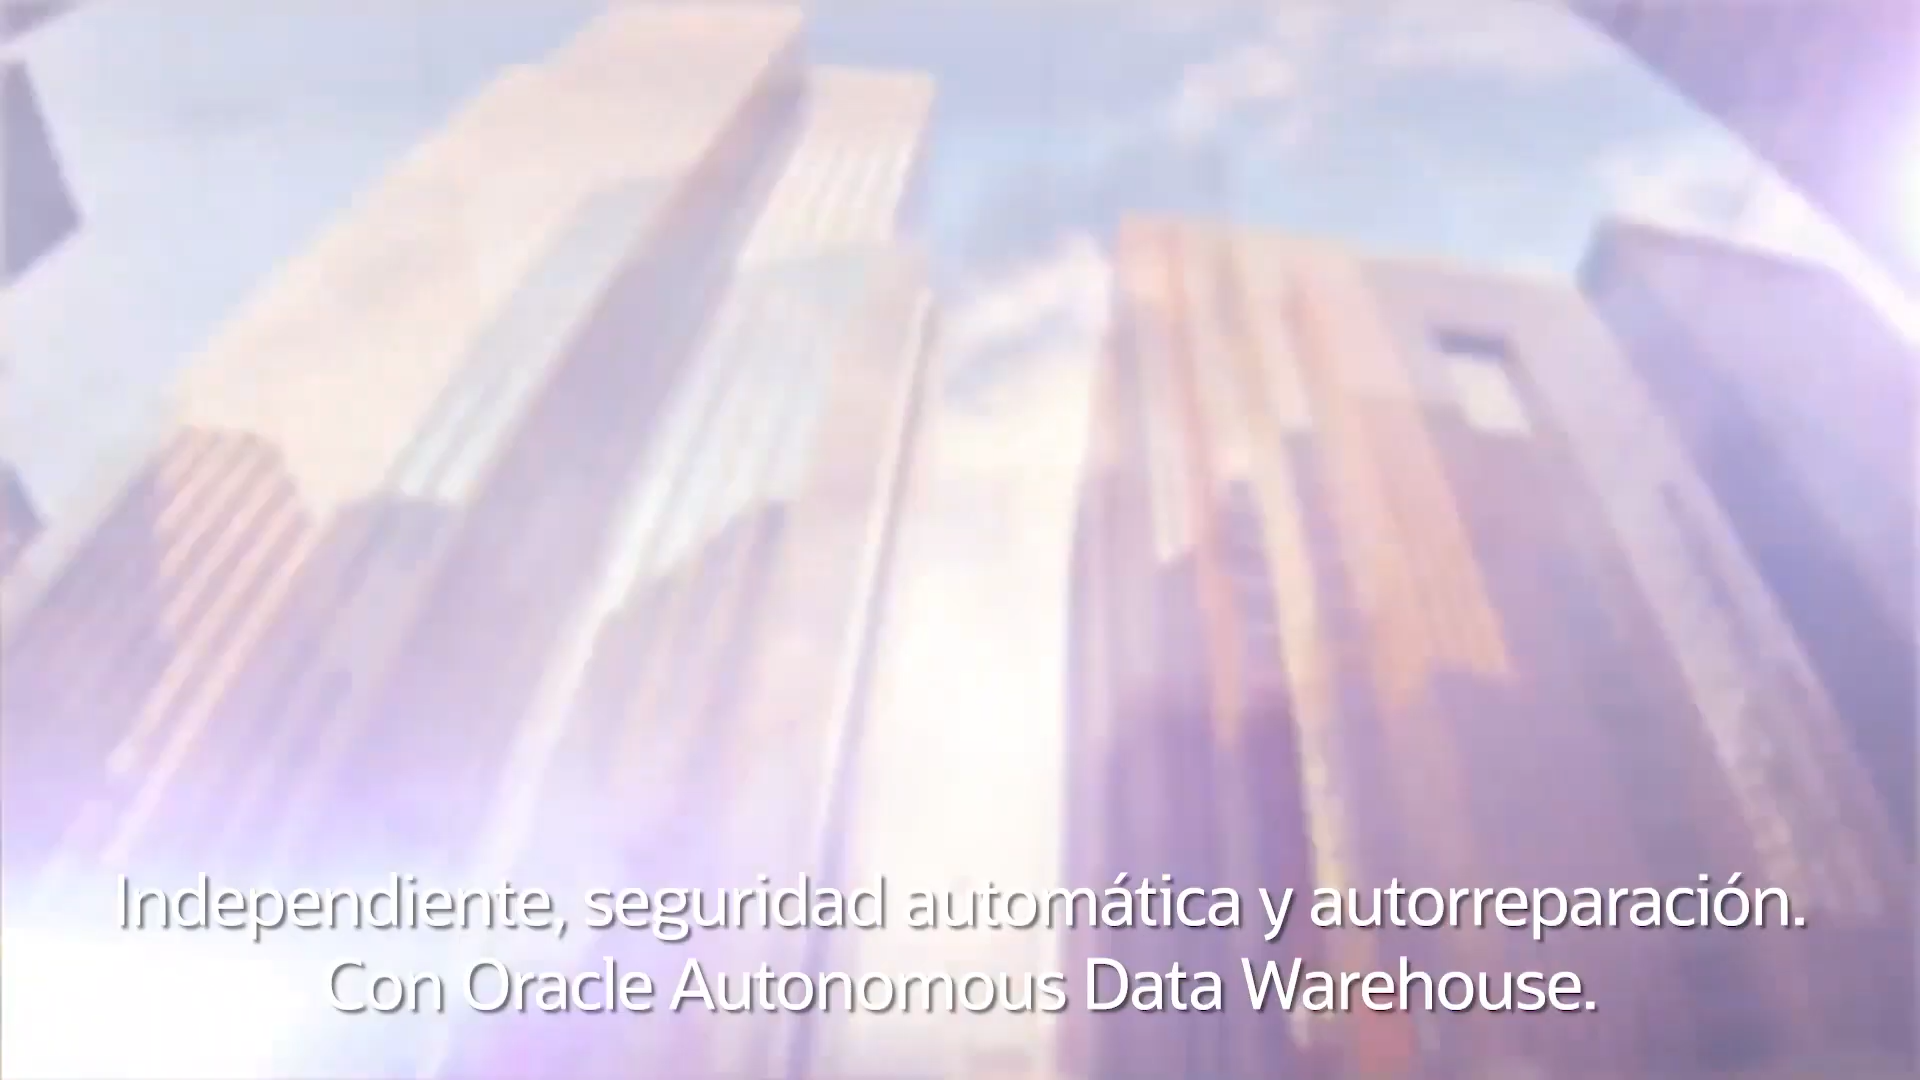 Independiente, seguridad automática y autorreparación.
Con Oracle Autonomous Data Warehouse.